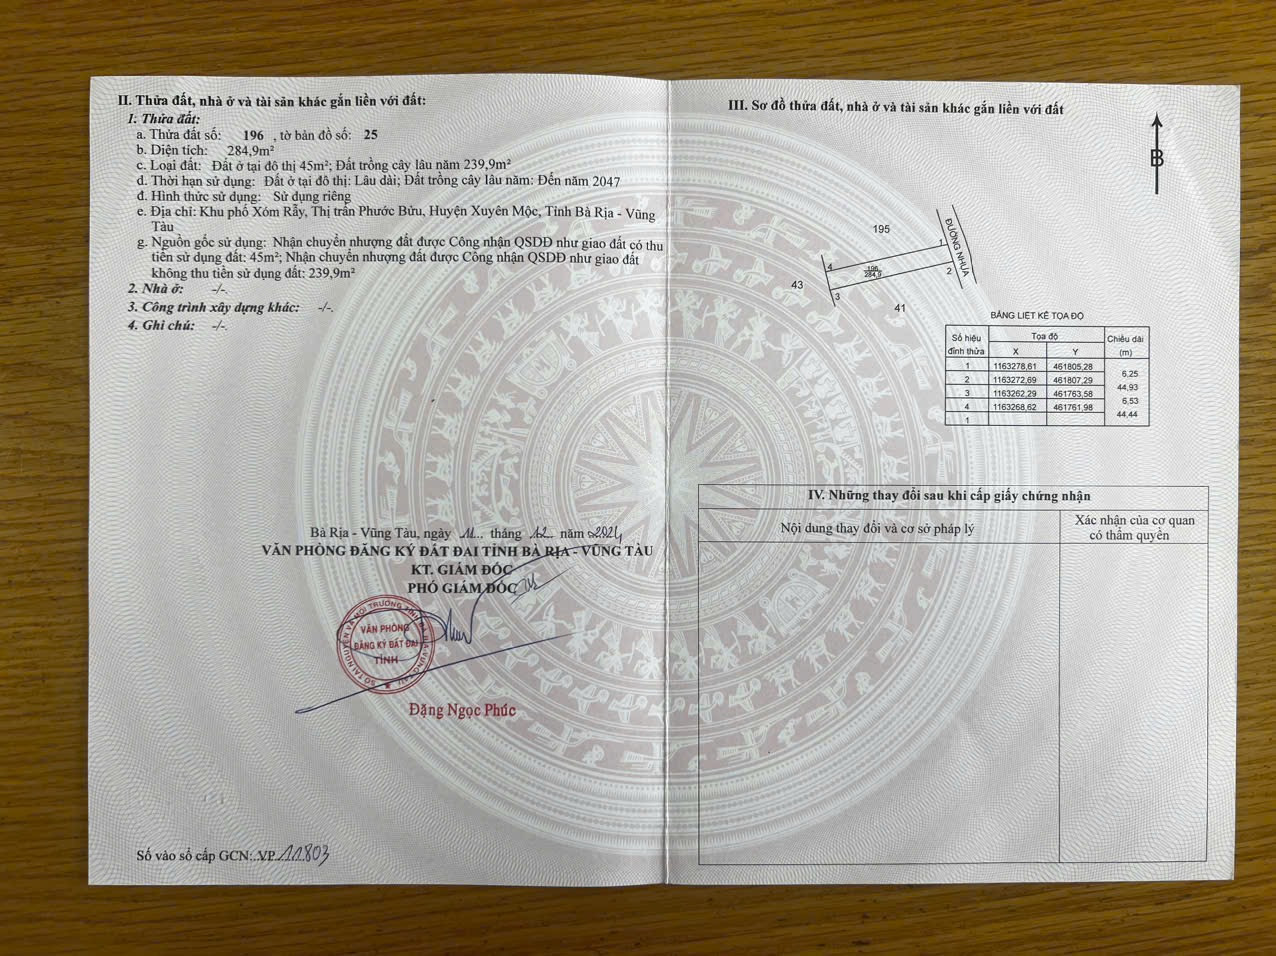 II. Thửa đất, nhà ở và tài sản khác gắn liền với đất:
1. Thửa đất:
a. Thửa đất số: 196 , tờ bản đồ số: 25
b. Diện tích: 284,9m²
c. Loại đất: Đất ở tại đô thị 45m²; Đất trồng cây lâu năm 239,9m²
d. Thời hạn sử dụng: Đất ở tại đô thị: Lâu dài; Đất trồng cây lâu năm: Đến năm 2047
đ. Hình thức sử dụng: Sử dụng riêng
e. Địa chỉ: Khu phố Xóm Rẫy, Thị trấn Phước Bửu, Huyện Xuyên Mộc, Tỉnh Bà Rịa - Vũng
Tàu
g. Nguồn gốc sử dụng: Nhận chuyển nhượng đất được Công nhận QSDĐ như giao đất có thu
tiền sử dụng đất: 45m²; Nhận chuyển nhượng đất được Công nhận QSDĐ như giao đất
không thu tiền sử dụng đất: 239,9m²
2. Nhà ở: -/-.
3. Công trình xây dựng khác: -/-.
4. Ghi chú: -/-.
Bà Rịa - Vũng Tàu, ngày 11 tháng 12 năm 2024
VĂN PHÒNG ĐĂNG KÝ ĐẤT ĐAI TỈNH BÀ RỊA - VŨNG TÀU
KT. GIÁM ĐỐC
PHÓ GIÁM ĐỐC
SỞ TÀI NGUYÊN VÀ MÔI TRƯỜNG TỈNH BÀ RỊA VŨNG TÀU
VĂN PHÒNG
ĐĂNG KÝ ĐẤT ĐAI
TỈNH
Đặng Ngọc Phúc
Số vào sổ cấp GCN: VP 11803
III. Sơ đồ thửa đất, nhà ở và tài sản khác gắn liền với đất
B
195
ĐƯỜNG NHỰA
1
4
196
284,9
2
43
3
41
BẢNG LIỆT KÊ TỌA ĐỘ
Số hiệu đỉnh thửa Tọa độ Chiều dài (m)
X Y
1 1163278,61 461805,28
6,25
2 1163272,69 461807,29
44,93
3 1163262,29 461763,58
6,53
4 1163268,62 461761,98
44,44
1
IV. Những thay đổi sau khi cấp giấy chứng nhận
Nội dung thay đổi và cơ sở pháp lý
Xác nhận của cơ quan
có thẩm quyền